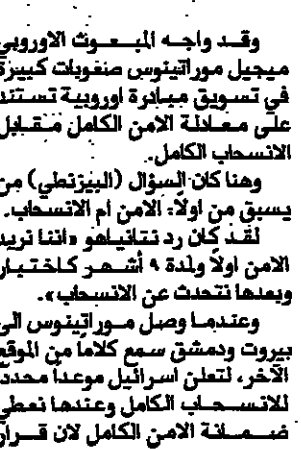 وقد واجه المبعوث الاوروبي
ميجيل موراتينوس صعوبات كبيرة
في تسويق مبادرة اوروبية تستند
على معادلة الامن الكامل مقابل
الانسحاب الكامل.
وهنا كان السؤال (البيزنطي) من
يسبق من اولاً: الامن ام الانسحاب.
لقد كان رد نتانياهو «اننا نريد
الامن اولاً ولمدة ٩ أشهر كاختبار
وبعدها نتحدث عن الانسحاب».
وعندما وصل موراتينوس الى
بيروت ودمشق سمع كلاماً من الموقع
الآخر، لتعلن اسرائيل موعداً محدداً
للانسحاب الكامل وعندها نعطي
ضمانة الامن الكامل لان قرار